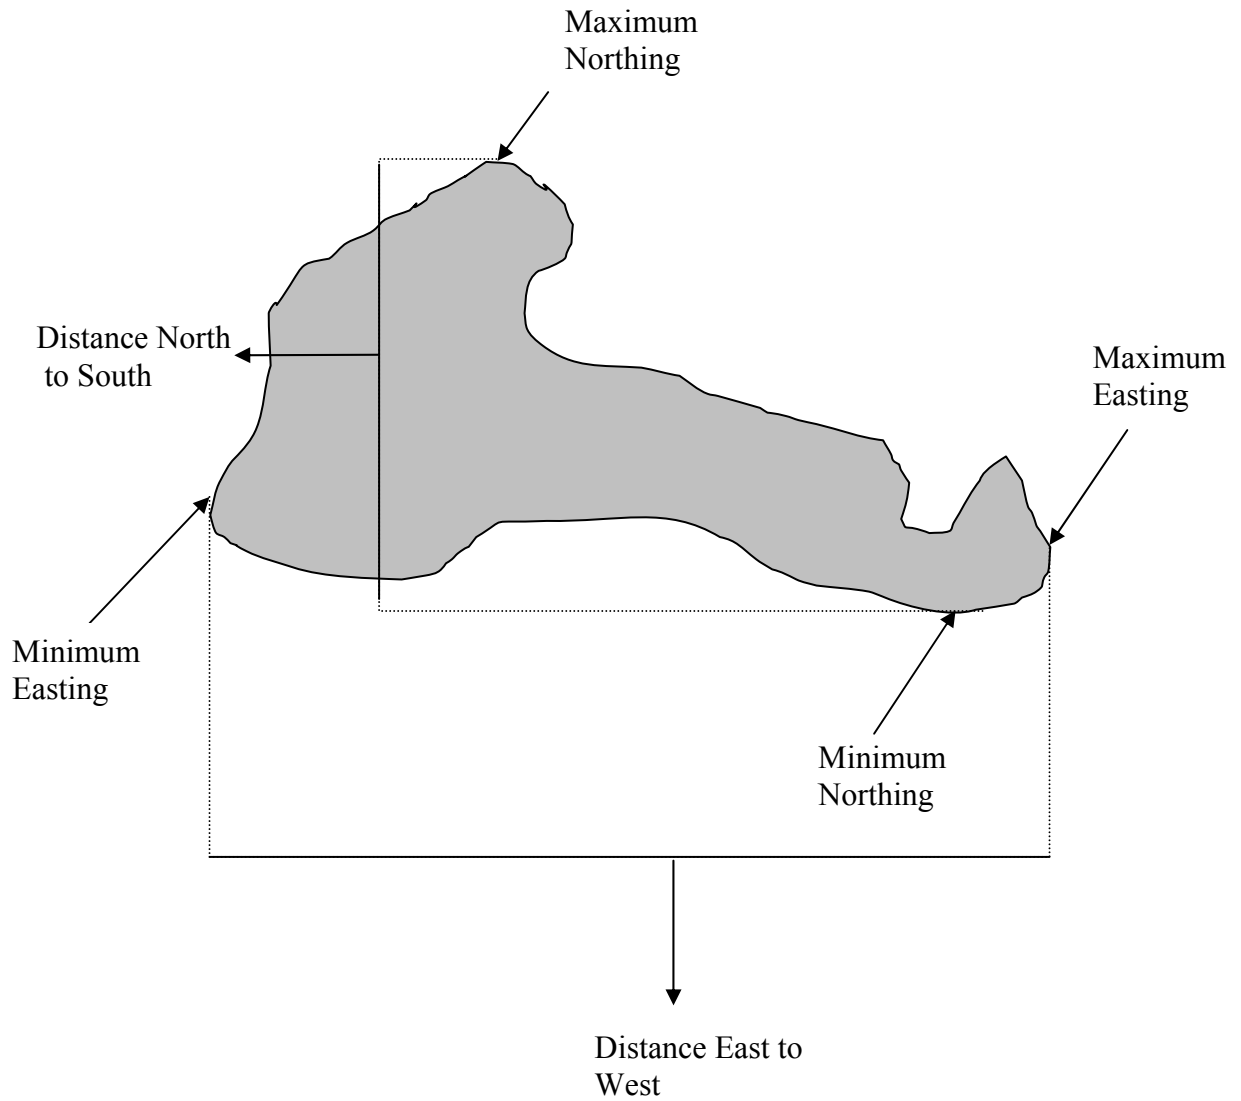 Maximum
Northing
Distance North
to South
Maximum
Easting
Minimum
Easting
Minimum
Northing
Distance East to
West